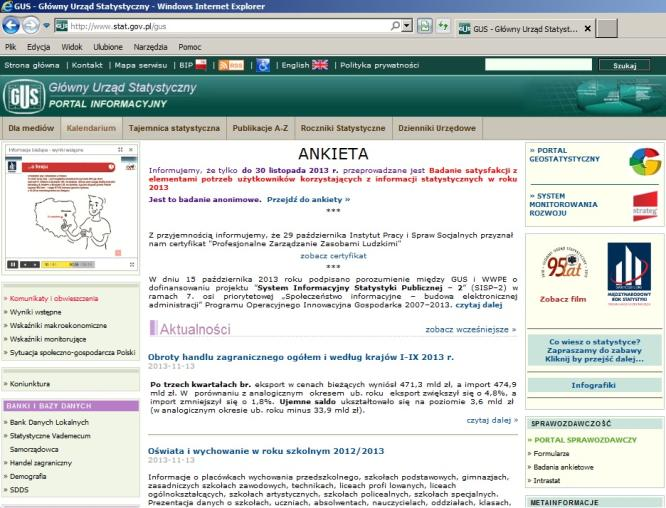 GUS - Główny Urząd Statystyczny - Windows Internet Explorer
http://www.stat.gov.pl/gus
GUS - Główny Urząd Statyst...
Plik Edycja Widok Ulubione Narzędzia Pomoc
Strona główna | Kontakt | Mapa serwisu | BIP | RSS | | English | Polityka prywatności
Szukaj
GUS
Główny Urząd Statystyczny
PORTAL INFORMACYJNY
Dla mediów Kalendarium Tajemnica statystyczna Publikacje A-Z Roczniki Statystyczne Dzienniki Urzędowe
» Komunikaty i obwieszczenia
» Wyniki wstępne
» Wskaźniki makroekonomiczne
» Wskaźniki monitorujące
» Sytuacja społeczno-gospodarcza Polski
» Koniunktura
BANKI I BAZY DANYCH
» Bank Danych Lokalnych
» Statystyczne Vademecum
Samorządowca
» Handel zagraniczny
» Demografia
» SDDS
ANKIETA
Informujemy, że tylko do 30 listopada 2013 r. przeprowadzane jest Badanie satysfakcji z
elementami potrzeb użytkowników korzystających z informacji statystycznych w roku
2013
Jest to badanie anonimowe. Przejdź do ankiety »
***
Z przyjemnością informujemy, że 29 października Instytut Pracy i Spraw Socjalnych przyznał
nam certyfikat "Profesjonalne Zarządzanie Zasobami Ludzkimi"
zobacz certyfikat
***
W dniu 15 października 2013 roku podpisano porozumienie między GUS i WWPE o
dofinansowaniu projektu "System Informacyjny Statystyki Publicznej – 2" (SISP–2) w
ramach 7. osi priorytetowej „Społeczeństwo informacyjne – budowa elektronicznej
administracji" Programu Operacyjnego Innowacyjna Gospodarka 2007–2013. czytaj dalej
Aktualności
zobacz wcześniejsze »
Obroty handlu zagranicznego ogółem i według krajów I-IX 2013 r.
2013-11-13
Po trzech kwartałach br. eksport w cenach bieżących wyniósł 471,3 mld zł, a import 474,9
mld zł. W porównaniu z analogicznym okresem ub. roku eksport zwiększył się o 4,8%, a
import zmniejszył się o 1,8%. Ujemne saldo ukształtowało się na poziomie 3,6 mld zł
(w analogicznym okresie ub. roku minus 33,9 mld zł).
czytaj dalej »
Oświata i wychowanie w roku szkolnym 2012/2013
2013-11-13
Informacje o placówkach wychowania przedszkolnego, szkołach podstawowych, gimnazjach,
zasadniczych szkołach zawodowych, technikach, liceach profi lowanych, liceach
ogólnokształcących, szkołach artystycznych, szkołach policealnych, szkołach specjalnych.
Prezentacja danych o szkołach, uczniach, absolwentach, nauczycielach, oddziałach, klasach,
» PORTAL
GEOSTATYSTYCZNY
» SYSTEM
MONITOROWANIA
ROZWOJU
strateg
95 lat
Zobacz film
MIĘDZYNARODOWY
ROK STATYSTYKI
Co wiesz o statystyce?
Zapraszamy do zabawy
Kliknij by przejść dalej...
Infografiki
SPRAWOZDAWCZOŚĆ
» PORTAL SPRAWOZDAWCZY
» Formularze
» Badania ankietowe
» Intrastat
METAINFORMACJE